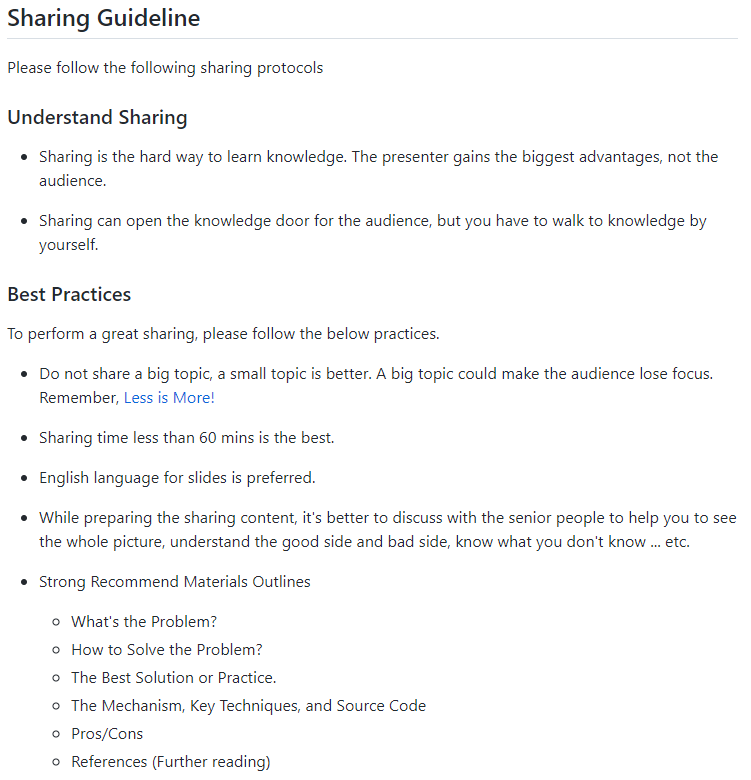 Sharing Guideline
Please follow the following sharing protocols
Understand Sharing
Sharing is the hard way to learn knowledge. The presenter gains the biggest advantages, not the
audience.
Sharing can open the knowledge door for the audience, but you have to walk to knowledge by
yourself.
Best Practices
To perform a great sharing, please follow the below practices.
Do not share a big topic, a small topic is better. A big topic could make the audience lose focus.
Remember, Less is More!
Sharing time less than 60 mins is the best.
English language for slides is preferred.
While preparing the sharing content, it's better to discuss with the senior people to help you to see
the whole picture, understand the good side and bad side, know what you don't know ... etc.
Strong Recommend Materials Outlines
What's the Problem?
How to Solve the Problem?
The Best Solution or Practice.
The Mechanism, Key Techniques, and Source Code
Pros/Cons
References (Further reading)